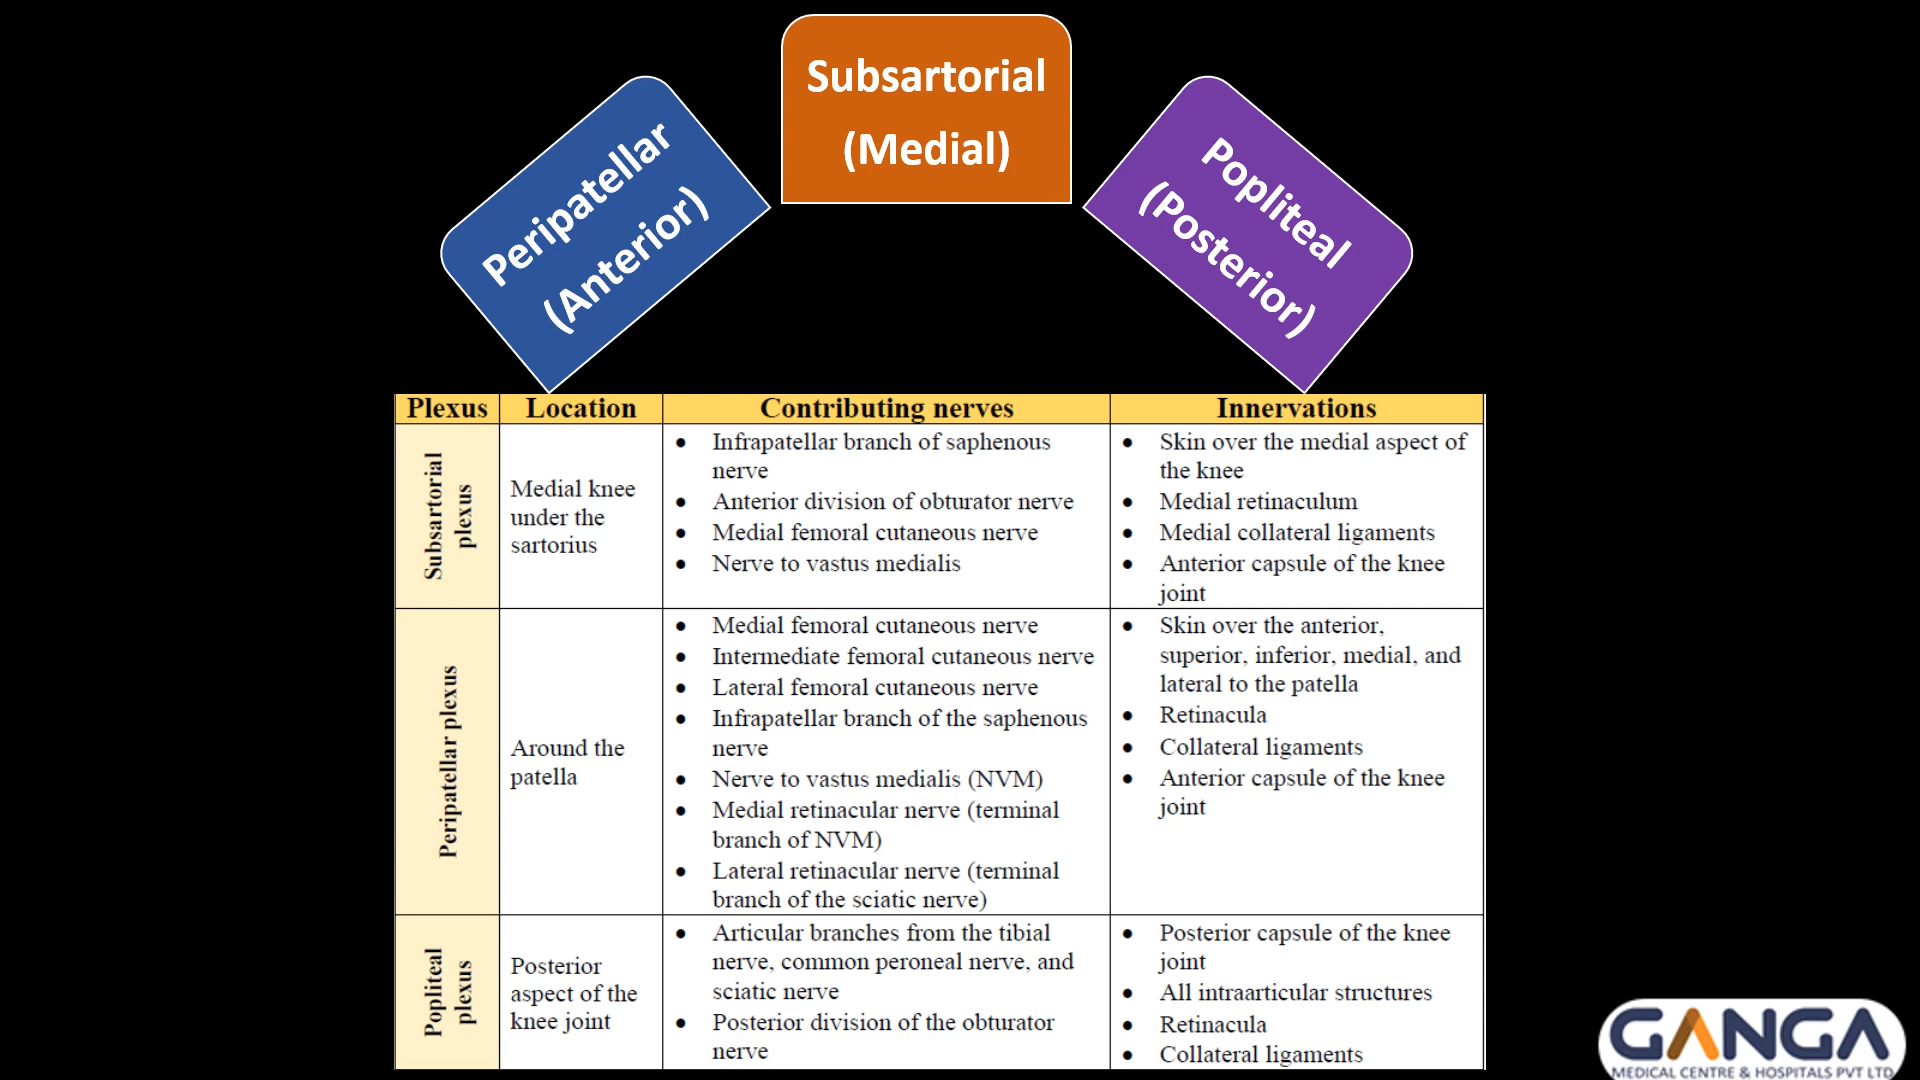 Subsartorial
(Medial)
Peripatellar
(Anterior)
Popliteal
(Posterior)
Plexus
Location
Contributing nerves
Innervations
Subsartorial
plexus
Medial knee
under the
sartorius
• Infrapatellar branch of saphenous
nerve
• Anterior division of obturator nerve
• Medial femoral cutaneous nerve
• Nerve to vastus medialis
• Skin over the medial aspect of
the knee
• Medial retinaculum
• Medial collateral ligaments
• Anterior capsule of the knee
joint
Peripatellar plexus
Around the
patella
• Medial femoral cutaneous nerve
• Intermediate femoral cutaneous nerve
• Lateral femoral cutaneous nerve
• Infrapatellar branch of the saphenous
nerve
• Nerve to vastus medialis (NVM)
• Medial retinacular nerve (terminal
branch of NVM)
• Lateral retinacular nerve (terminal
branch of the sciatic nerve)
• Skin over the anterior,
superior, inferior, medial, and
lateral to the patella
• Retinacula
• Collateral ligaments
• Anterior capsule of the knee
joint
Popliteal
plexus
Posterior
aspect of the
knee joint
• Articular branches from the tibial
nerve, common peroneal nerve, and
sciatic nerve
• Posterior division of the obturator
nerve
• Posterior capsule of the knee
joint
• All intraarticular structures
• Retinacula
• Collateral ligaments
GANGA
MEDICAL CENTRE & HOSPITALS PVT LTD